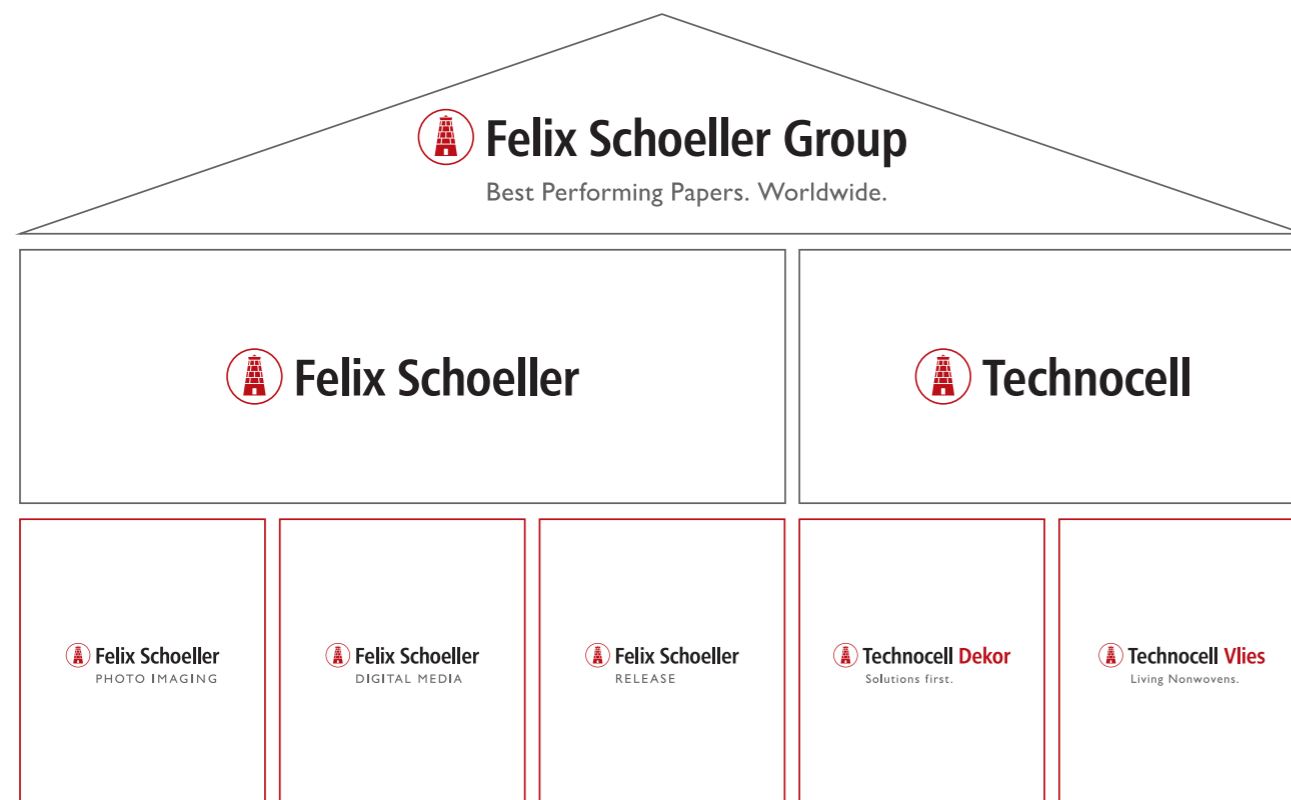 Felix Schoeller Group
Best Performing Papers. Worldwide.
Felix Schoeller
Technocell
Felix Schoeller
PHOTO IMAGING
Felix Schoeller
DIGITAL MEDIA
Felix Schoeller
RELEASE
Technocell Dekor
Solutions first.
Technocell Vlies
Living Nonwovens.